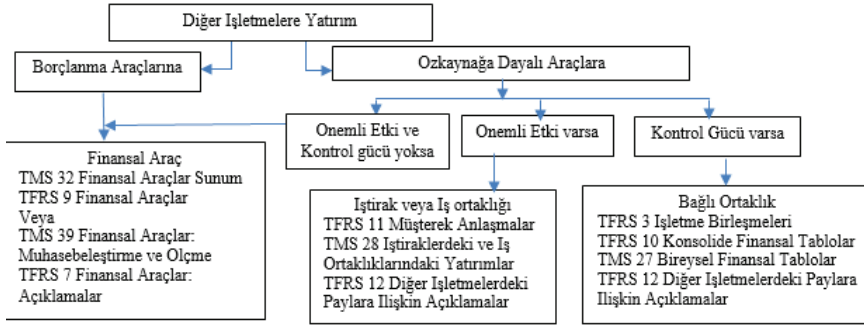 Diğer Işletmelere Yatırım
Borçlanma Araçlarına
Ozkaynağa Dayalı Araçlara
Onemli Etki ve
Kontrol gücü yoksa
Onemli Etki varsa
Kontrol Gücü varsa
Finansal Araç
TMS 32 Finansal Araçlar Sunum
TFRS 9 Finansal Araçlar
Veya
TMS 39 Finansal Araçlar:
Muhasebeleştirme ve Olçme
TFRS 7 Finansal Araçlar:
Açıklamalar
Iştirak veya Iş ortaklığı
TFRS 11 Müşterek Anlaşmalar
TMS 28 Iştiraklerdeki ve Iş
Ortaklıklarındaki Yatırımlar
TFRS 12 Diğer Işletmelerdeki
Paylara Ilişkin Açıklamalar
Bağlı Ortaklık
TFRS 3 Işletme Birleşmeleri
TFRS 10 Konsolide Finansal Tablolar
TMS 27 Bireysel Finansal Tablolar
TFRS 12 Diğer Işletmelerdeki Paylara
Ilişkin Açıklamalar